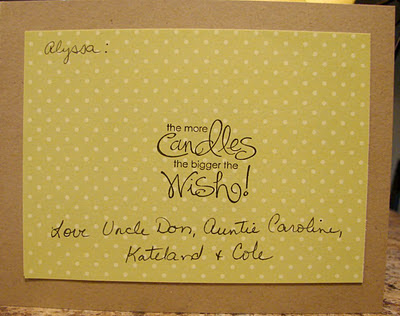 Alyssa:
the more
Candles
the bigger the
Wish!
Love Uncle Don, Auntie Caroline,
Kateland & Cole